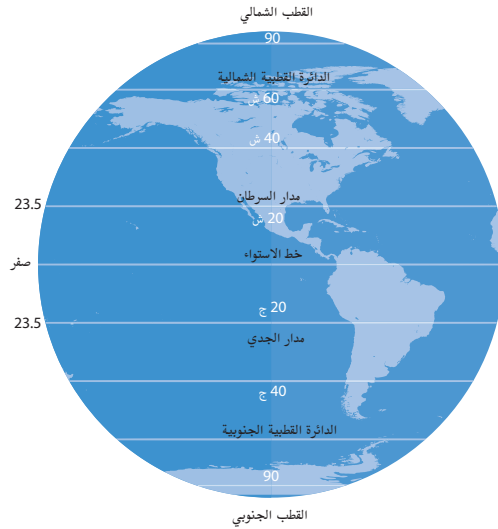 القطب الشمالي
90
الدائرة القطبية الشمالية
60 ش
40 ش
مدار السرطان
23.5
20 ش
خط الاستواء
صفر
20 ج
23.5
مدار الجدي
40 ج
الدائرة القطبية الجنوبية
90
القطب الجنوبي